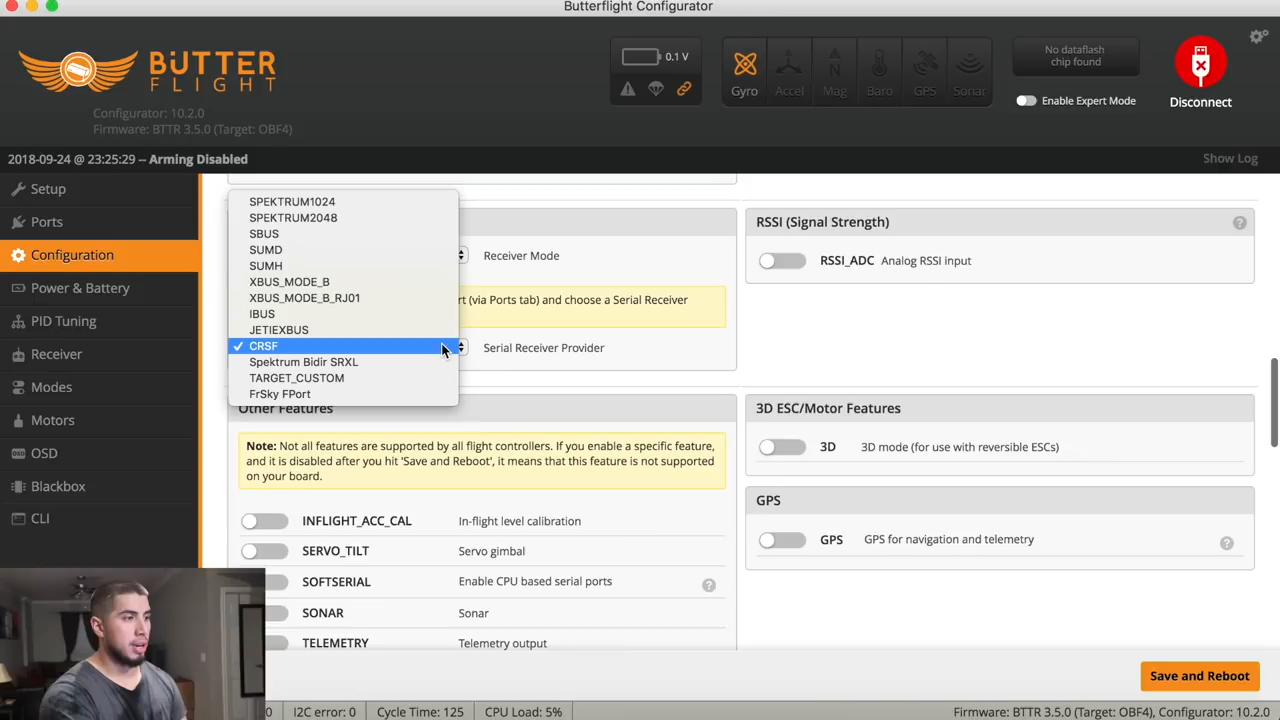 Butterflight Configurator
BUTTER
FLIGHT
Configurator: 10.2.0
Firmware: BTTR 3.5.0 (Target: OBF4)
0.1 V
Gyro
Accel
Mag
Baro
GPS
Sonar
No dataflash
chip found
Enable Expert Mode
Disconnect
2018-09-24 @ 23:25:29 -- Arming Disabled
Show Log
Setup
Ports
Configuration
Power & Battery
PID Tuning
Receiver
Modes
Motors
OSD
Blackbox
CLI
SPEKTRUM1024
SPEKTRUM2048
SBUS
SUMD
SUMH
XBUS_MODE_B
XBUS_MODE_B_RJ01
IBUS
JETIEXBUS
CRSF
Spektrum Bidir SRXL
TARGET_CUSTOM
FrSky FPort
Receiver Mode
(via Ports tab) and choose a Serial Receiver
Serial Receiver Provider
RSSI (Signal Strength)
RSSI_ADC Analog RSSI input
Other Features
Note: Not all features are supported by all flight controllers. If you enable a specific feature,
and it is disabled after you hit 'Save and Reboot', it means that this feature is not supported
on your board.
INFLIGHT_ACC_CAL In-flight level calibration
SERVO_TILT Servo gimbal
SOFTSERIAL Enable CPU based serial ports
SONAR Sonar
TELEMETRY Telemetry output
3D ESC/Motor Features
3D 3D mode (for use with reversible ESCs)
GPS
GPS GPS for navigation and telemetry
Save and Reboot
0 I2C error: 0 Cycle Time: 125 CPU Load: 5%
Firmware: BTTR 3.5.0 (Target: OBF4), Configurator: 10.2.0